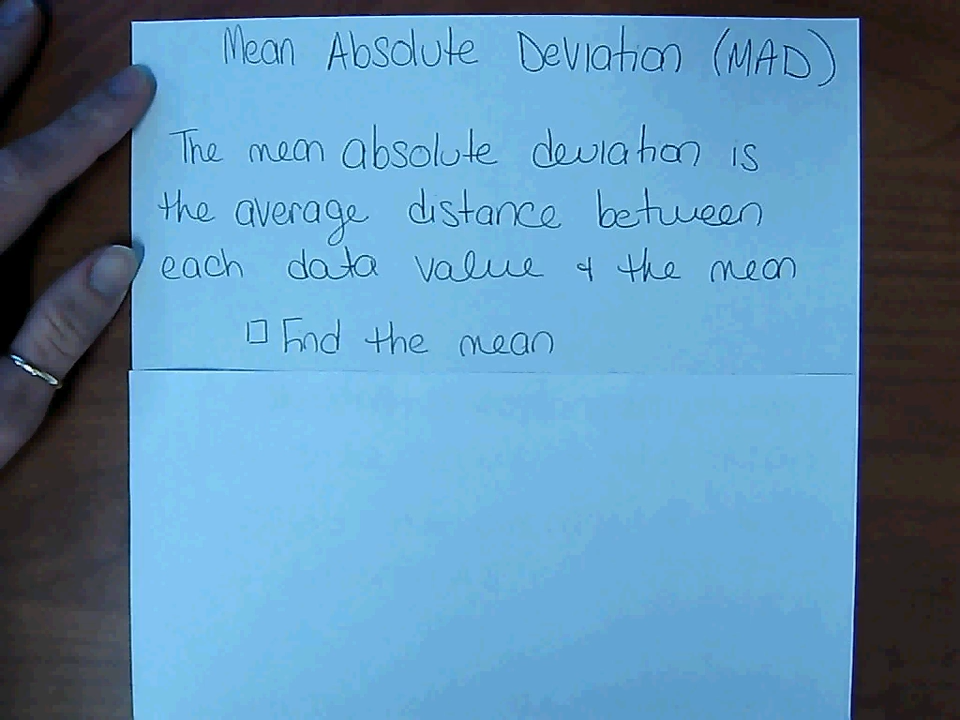 Mean Absolute Deviation (MAD)
The mean absolute deviation is
the average distance between
each data value & the mean
□ Find the mean